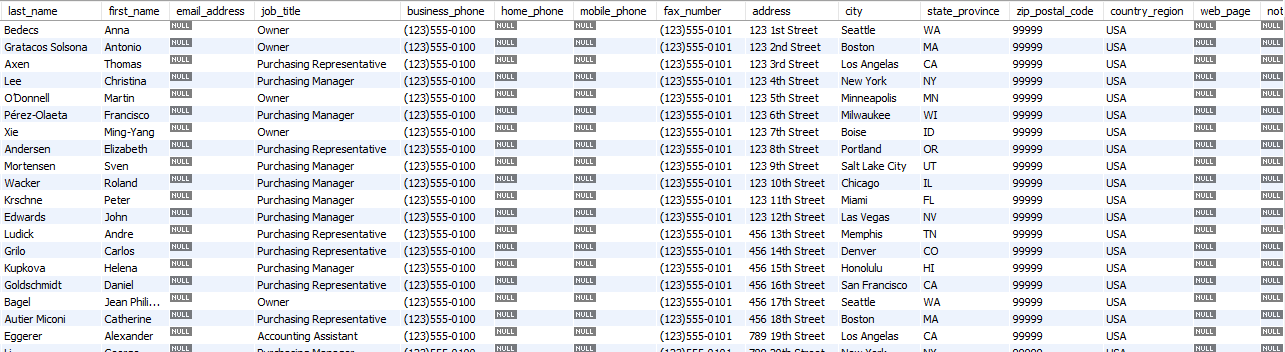 last_name first_name email_address job_title business_phone home_phone mobile_phone fax_number address city state_province zip_postal_code country_region web_page not
Bedecs Anna NULL Owner (123)555-0100 NULL NULL (123)555-0101 123 1st Street Seattle WA 99999 USA NULL NULL
Gratacos Solsona Antonio NULL Owner (123)555-0100 NULL NULL (123)555-0101 123 2nd Street Boston MA 99999 USA NULL NULL
Axen Thomas NULL Purchasing Representative (123)555-0100 NULL NULL (123)555-0101 123 3rd Street Los Angelas CA 99999 USA NULL NULL
Lee Christina NULL Purchasing Manager (123)555-0100 NULL NULL (123)555-0101 123 4th Street New York NY 99999 USA NULL NULL
O'Donnell Martin NULL Owner (123)555-0100 NULL NULL (123)555-0101 123 5th Street Minneapolis MN 99999 USA NULL NULL
Pérez-Olaeta Francisco NULL Purchasing Manager (123)555-0100 NULL NULL (123)555-0101 123 6th Street Milwaukee WI 99999 USA NULL NULL
Xie Ming-Yang NULL Owner (123)555-0100 NULL NULL (123)555-0101 123 7th Street Boise ID 99999 USA NULL NULL
Andersen Elizabeth NULL Purchasing Representative (123)555-0100 NULL NULL (123)555-0101 123 8th Street Portland OR 99999 USA NULL NULL
Mortensen Sven NULL Purchasing Manager (123)555-0100 NULL NULL (123)555-0101 123 9th Street Salt Lake City UT 99999 USA NULL NULL
Wacker Roland NULL Purchasing Manager (123)555-0100 NULL NULL (123)555-0101 123 10th Street Chicago IL 99999 USA NULL NULL
Krschne Peter NULL Purchasing Manager (123)555-0100 NULL NULL (123)555-0101 123 11th Street Miami FL 99999 USA NULL NULL
Edwards John NULL Purchasing Manager (123)555-0100 NULL NULL (123)555-0101 123 12th Street Las Vegas NV 99999 USA NULL NULL
Ludick Andre NULL Purchasing Representative (123)555-0100 NULL NULL (123)555-0101 456 13th Street Memphis TN 99999 USA NULL NULL
Grilo Carlos NULL Purchasing Representative (123)555-0100 NULL NULL (123)555-0101 456 14th Street Denver CO 99999 USA NULL NULL
Kupkova Helena NULL Purchasing Manager (123)555-0100 NULL NULL (123)555-0101 456 15th Street Honolulu HI 99999 USA NULL NULL
Goldschmidt Daniel NULL Purchasing Representative (123)555-0100 NULL NULL (123)555-0101 456 16th Street San Francisco CA 99999 USA NULL NULL
Bagel Jean Phili... NULL Owner (123)555-0100 NULL NULL (123)555-0101 456 17th Street Seattle WA 99999 USA NULL NULL
Autier Miconi Catherine NULL Purchasing Representative (123)555-0100 NULL NULL (123)555-0101 456 18th Street Boston MA 99999 USA NULL NULL
Eggerer Alexander NULL Accounting Assistant (123)555-0100 NULL NULL (123)555-0101 789 19th Street Los Angelas CA 99999 USA NULL NULL
NULL NULL NULL NULL NULL